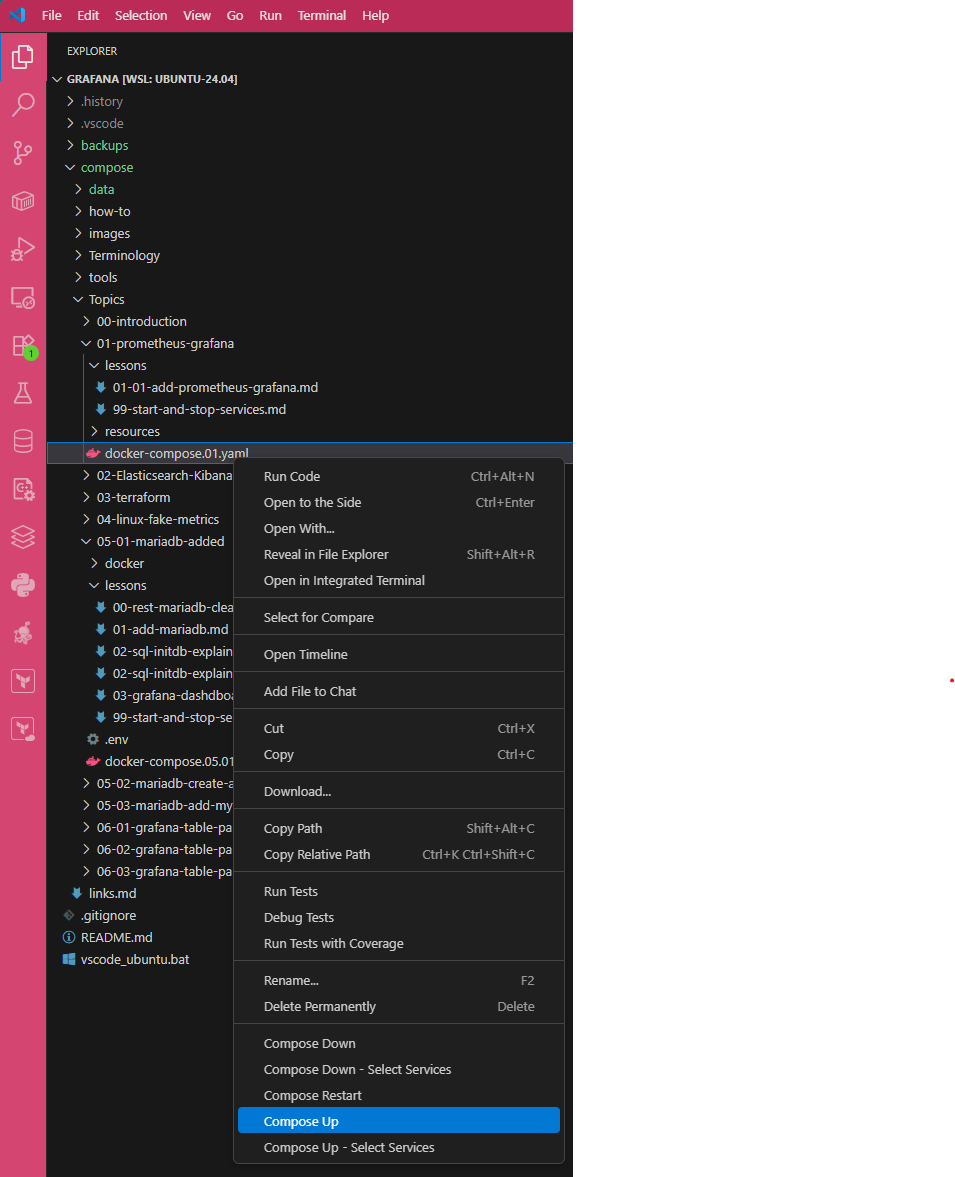 File Edit Selection View Go Run Terminal Help
EXPLORER
GRAFANA [WSL: UBUNTU-24.04]
.history
.vscode
backups
compose
data
how-to
images
Terminology
tools
Topics
00-introduction
01-prometheus-grafana
lessons
01-01-add-prometheus-grafana.md
99-start-and-stop-services.md
resources
docker-compose.01.yaml
02-Elasticsearch-Kibana
03-terraform
04-linux-fake-metrics
05-01-mariadb-added
docker
lessons
00-rest-mariadb-clea
01-add-mariadb.md
02-sql-initdb-explain
02-sql-initdb-explain
03-grafana-dashdboa
99-start-and-stop-se
.env
docker-compose.05.01
05-02-mariadb-create-a
05-03-mariadb-add-my
06-01-grafana-table-pa
06-02-grafana-table-pa
06-03-grafana-table-pa
links.md
.gitignore
README.md
vscode_ubuntu.bat
1
Run Code Ctrl+Alt+N
Open to the Side Ctrl+Enter
Open With...
Reveal in File Explorer Shift+Alt+R
Open in Integrated Terminal
Select for Compare
Open Timeline
Add File to Chat
Cut Ctrl+X
Copy Ctrl+C
Download...
Copy Path Shift+Alt+C
Copy Relative Path Ctrl+K Ctrl+Shift+C
Run Tests
Debug Tests
Run Tests with Coverage
Rename... F2
Delete Permanently Delete
Compose Down
Compose Down - Select Services
Compose Restart
Compose Up
Compose Up - Select Services